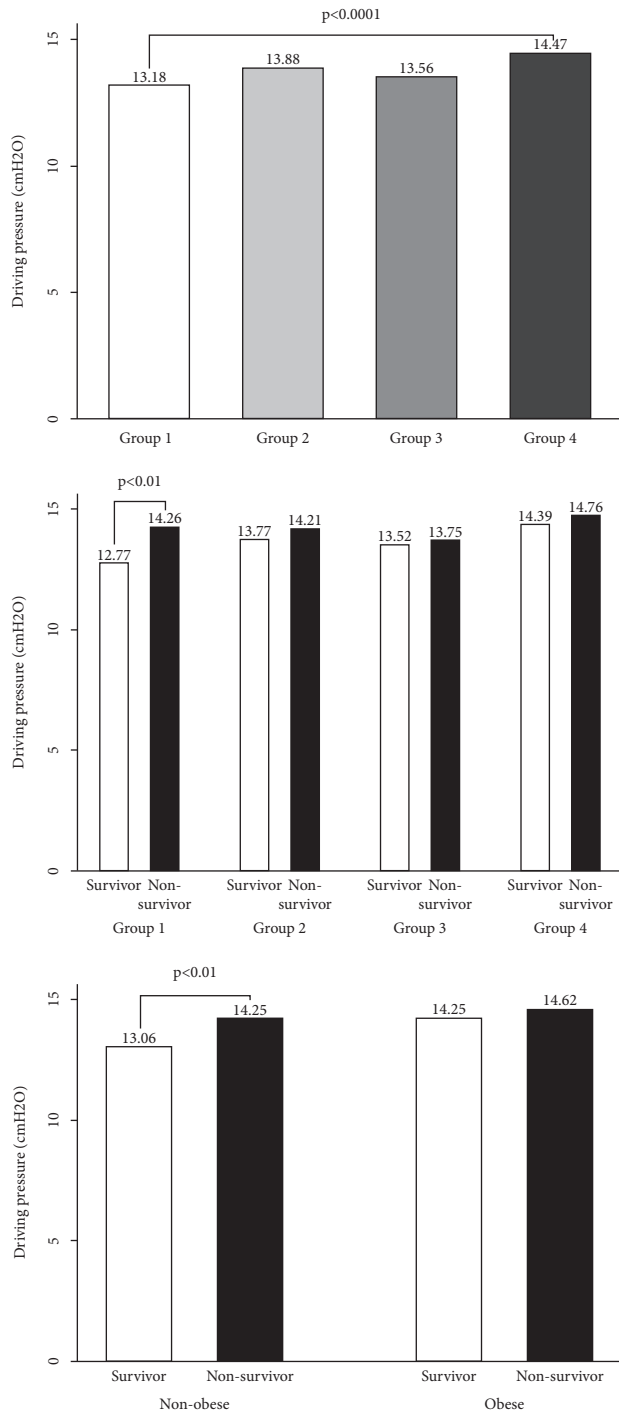 p<0.0001
15
13.18
13.88
13.56
14.47
10
5
0
Driving pressure (cmH2O)
Group 1 Group 2 Group 3 Group 4
p<0.01
15
12.77
14.26
13.77
14.21
13.52
13.75
14.39
14.76
10
5
0
Driving pressure (cmH2O)
Survivor Non-survivor Survivor Non-survivor Survivor Non-survivor Survivor Non-survivor
Group 1 Group 2 Group 3 Group 4
p<0.01
15
13.06
14.25
14.25
14.62
10
5
0
Driving pressure (cmH2O)
Survivor Non-survivor Survivor Non-survivor
Non-obese Obese